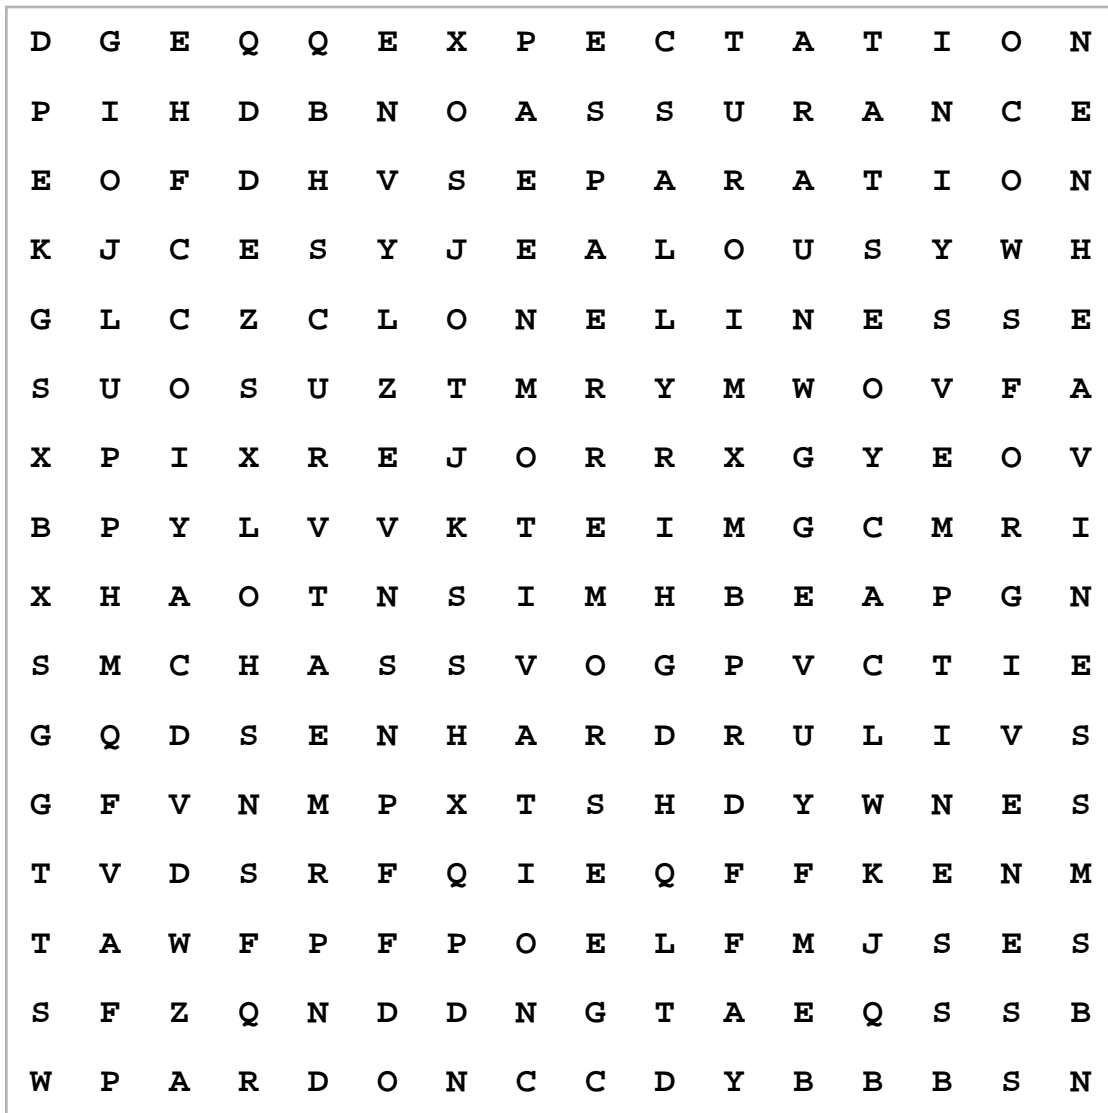 D G E Q Q E X P E C T A T I O N
P I H D B N O A S S U R A N C E
E O F D H V S E P A R A T I O N
K J C E S Y J E A L O U S Y W H
G L C Z C L O N E L I N E S S E
S U O S U Z T M R Y M W O V F A
X P I X R E J O R R X G Y E O V
B P Y L V V K T E I M G C M R I
X H A O T N S I M H B E A P G N
S M C H A S S V O G P V C T I E
G Q D S E N H A R D R U L I V S
G F V N M P X T S H D Y W N E S
T V D S R F Q I E Q F F K E N M
T A W F P F P O E L F M J S E S
S F Z Q N D D N G T A E Q S S B
W P A R D O N C C D Y B B B S N